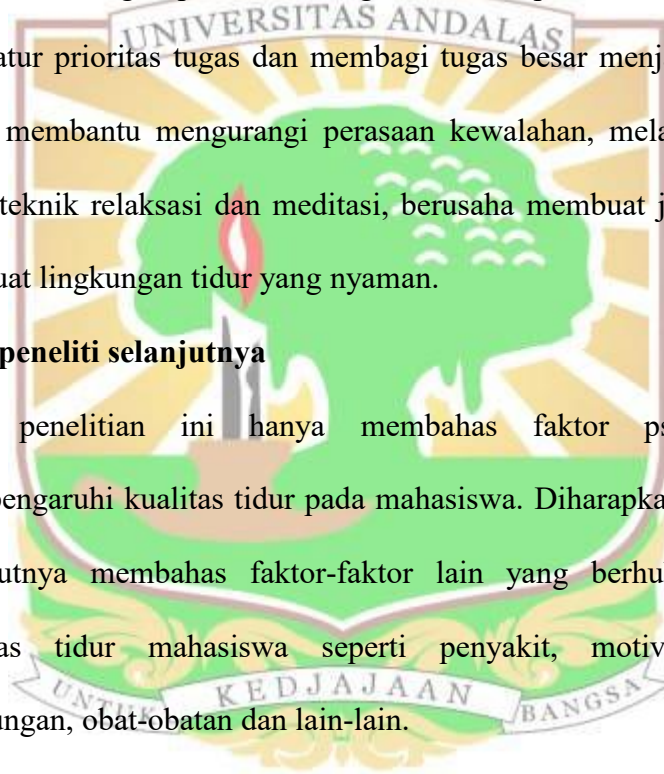 UNIVERSITAS ANDALAS
atur prioritas tugas dan membagi tugas besar menj
membantu mengurangi perasaan kewalahan, mela
teknik relaksasi dan meditasi, berusaha membuat j
uat lingkungan tidur yang nyaman.
peneliti selanjutnya
penelitian ini hanya membahas faktor ps
pengaruhi kualitas tidur pada mahasiswa. Diharapka
utnya membahas faktor-faktor lain yang berhu
as tidur mahasiswa seperti penyakit, motiv
UNTUK KEDJAJAAN BANGSA
ungan, obat-obatan dan lain-lain.